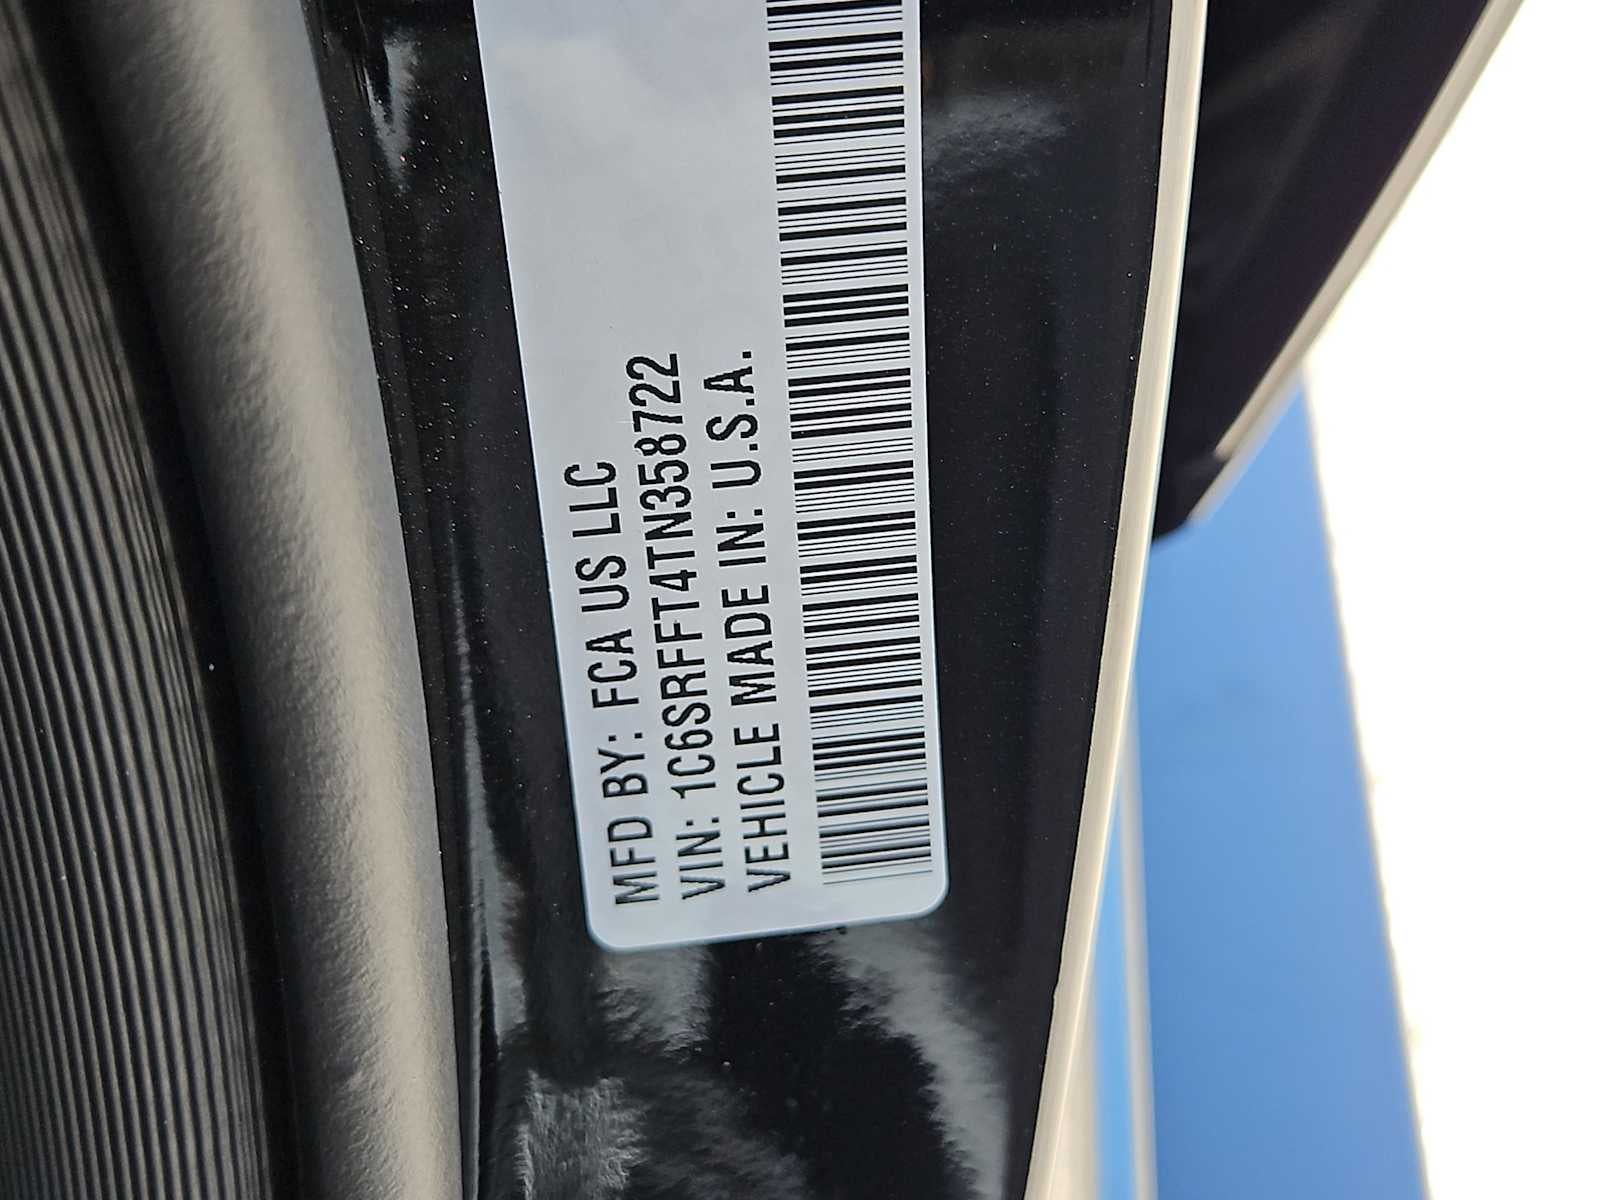 MFD BY: FCA US LLC
VIN: 1C6SRFFT4TN358722
VEHICLE MADE IN: U.S.A.